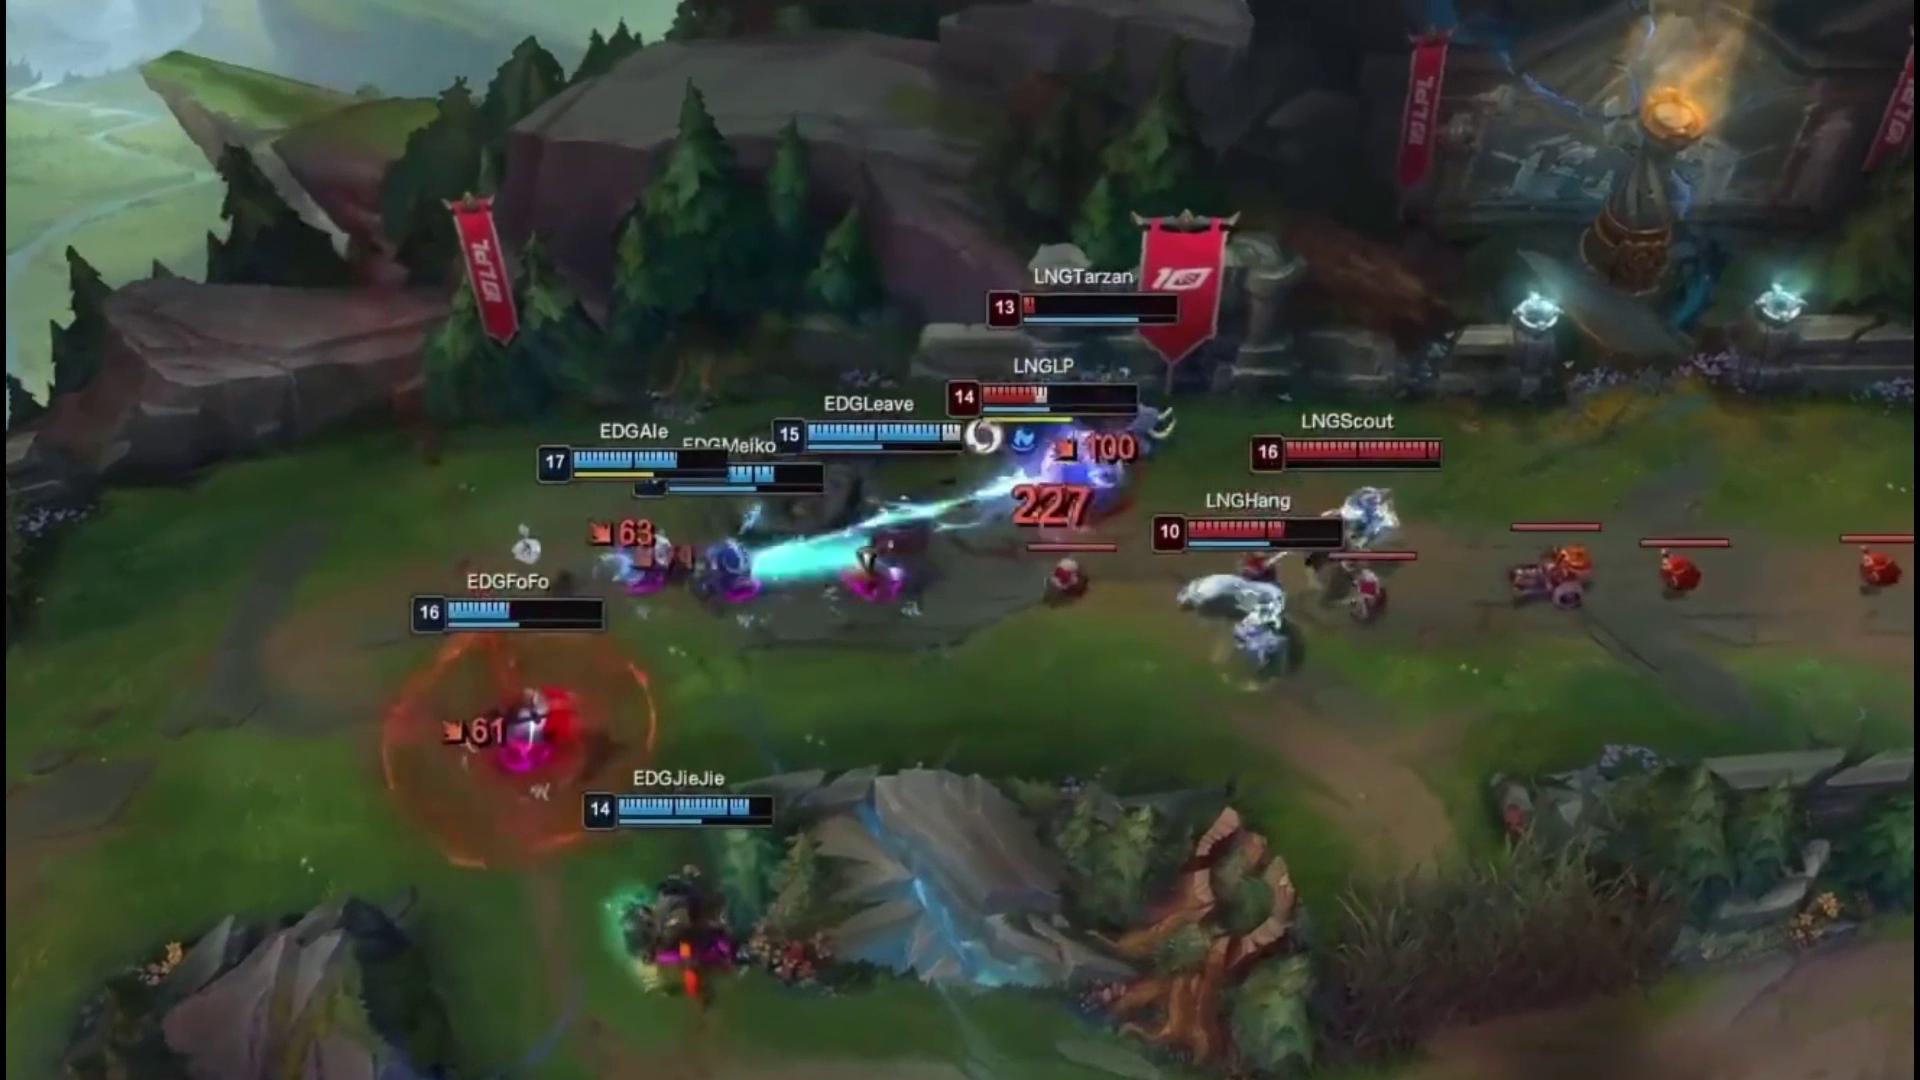 LNGTarzan
13
LNGLP
14
EDGLeave
15
100
LNGScout
16
EDGAle
17
EDGMeiko
227
LNGHang
10
63
EDGFoFo
16
61
EDGJieJie
14